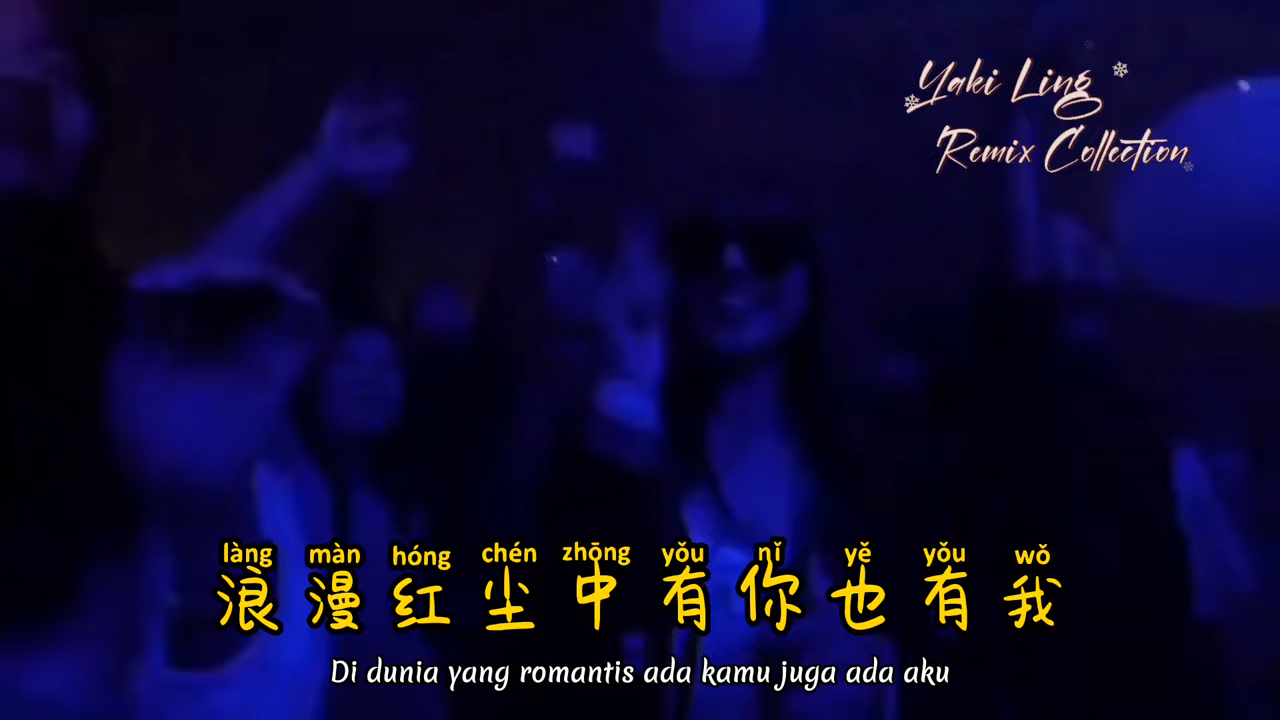 Yaki Ling
Remix Collection
làng màn hóng chén zhōng yǒu nǐ yě yǒu wǒ
浪漫红尘中有你也有我
Di dunia yang romantis ada kamu juga ada aku